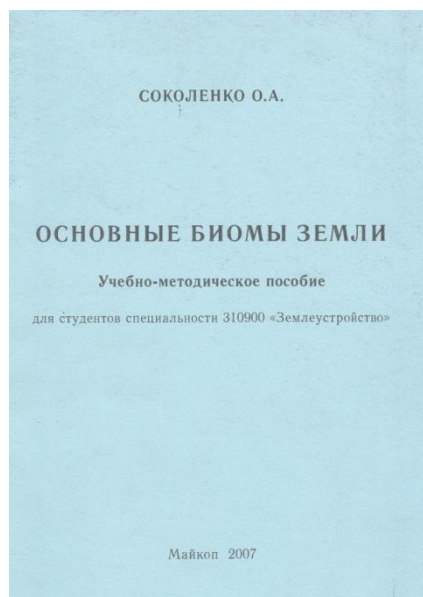 СОКОЛЕНКО О.А.
ОСНОВНЫЕ БИОМЫ ЗЕМЛИ
Учебно-методическое пособие
для студентов специальности 310900 «Землеустройство»
Майкоп 2007